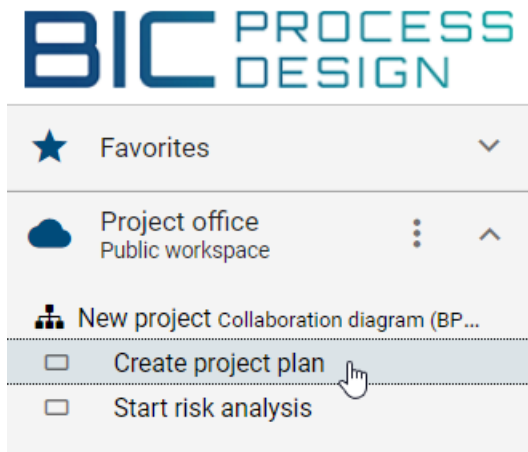 BIC PROCESS
DESIGN
Favorites
Project office
Public workspace
New project Collaboration diagram (BP...
Create project plan
Start risk analysis